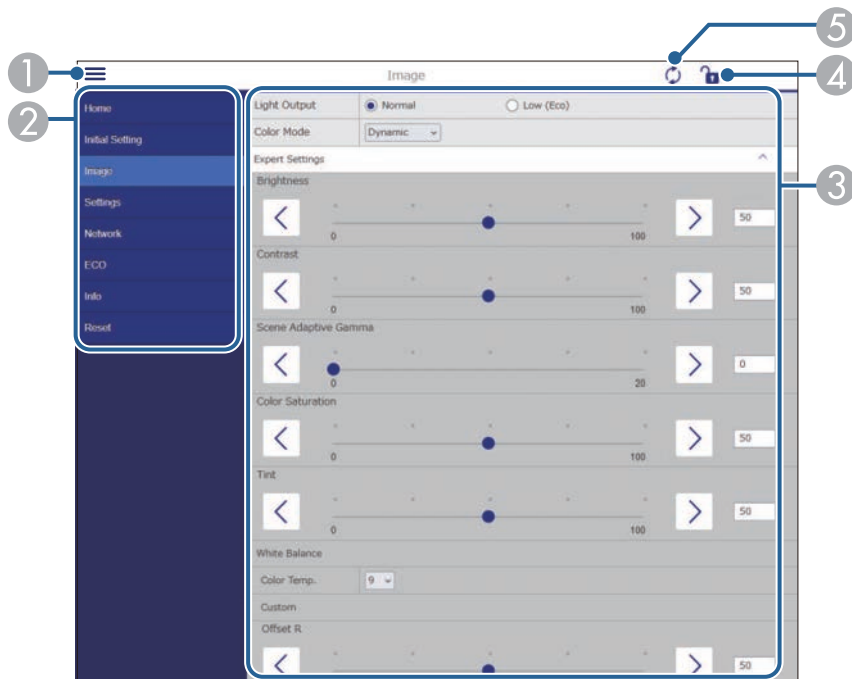 5
1
Image
4
2
Home
Initial Setting
Image
Settings
Network
ECO
Info
Reset
Light Output
Normal
Low (Eco)
Color Mode
Dynamic
Expert Settings
3
Brightness
50
0
100
Contrast
50
0
100
Scene Adaptive Gamma
0
0
20
Color Saturation
50
0
100
Tint
50
0
100
White Balance
Color Temp.
9
Custom
Offset R
50